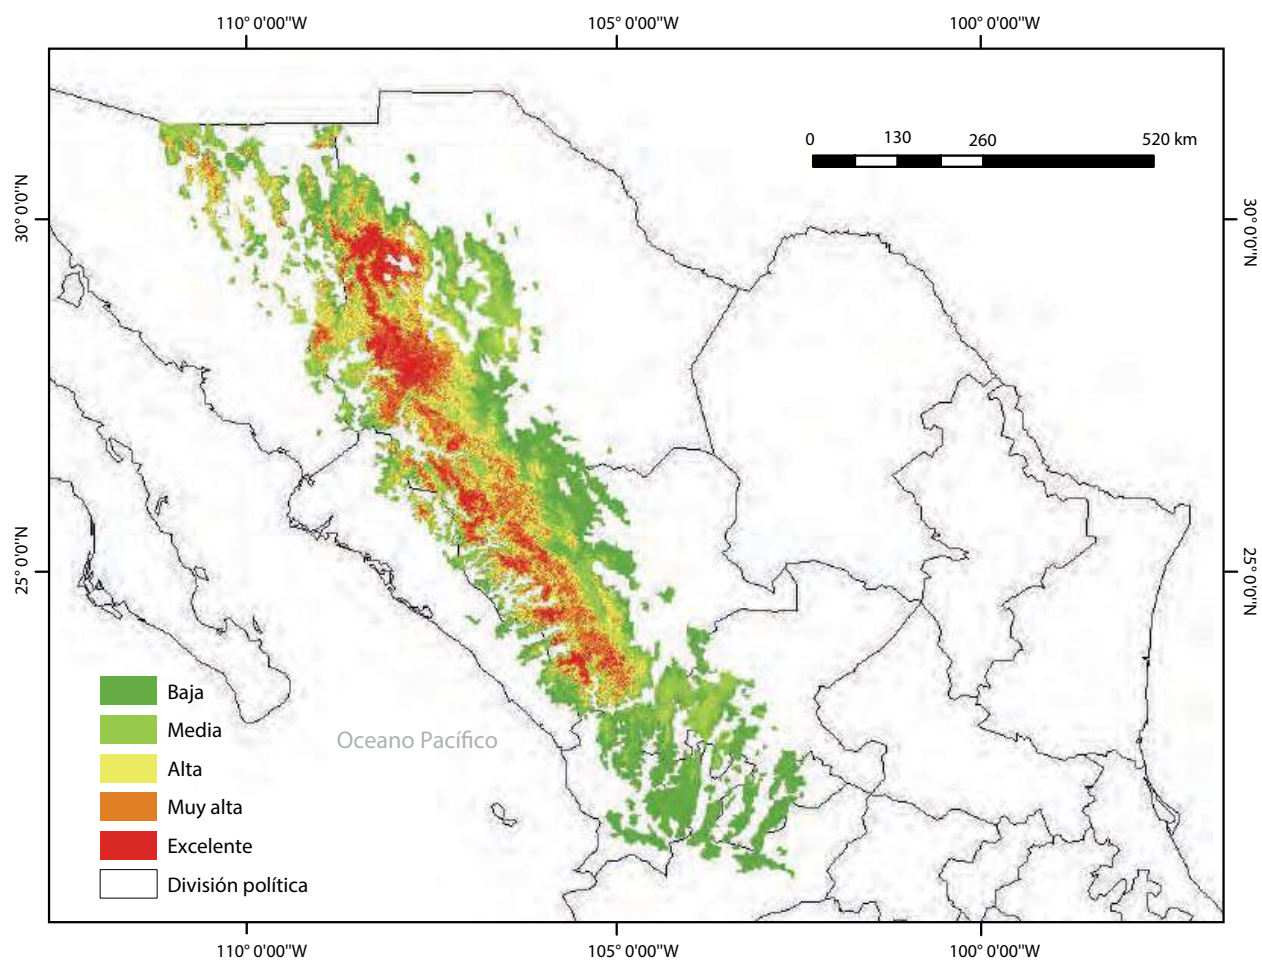 110° 0'00"W
105° 0'00"W
100° 0'00"W
0
130
260
520 km
30° 0'0"N
30° 0'0"N
25° 0'0"N
25° 0'0"N
Baja
Media
Alta
Muy alta
Excelente
División política
Oceano Pacífico
110° 0'00"W
105° 0'00"W
100° 0'00"W